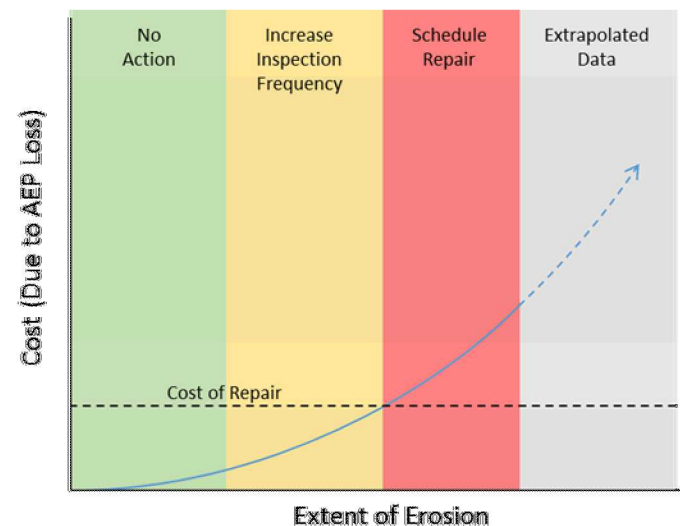 No
Action
Increase
Inspection
Frequency
Schedule
Repair
Extrapolated
Data
Cost (Due to AEP Loss)
Cost of Repair
Extent of Erosion